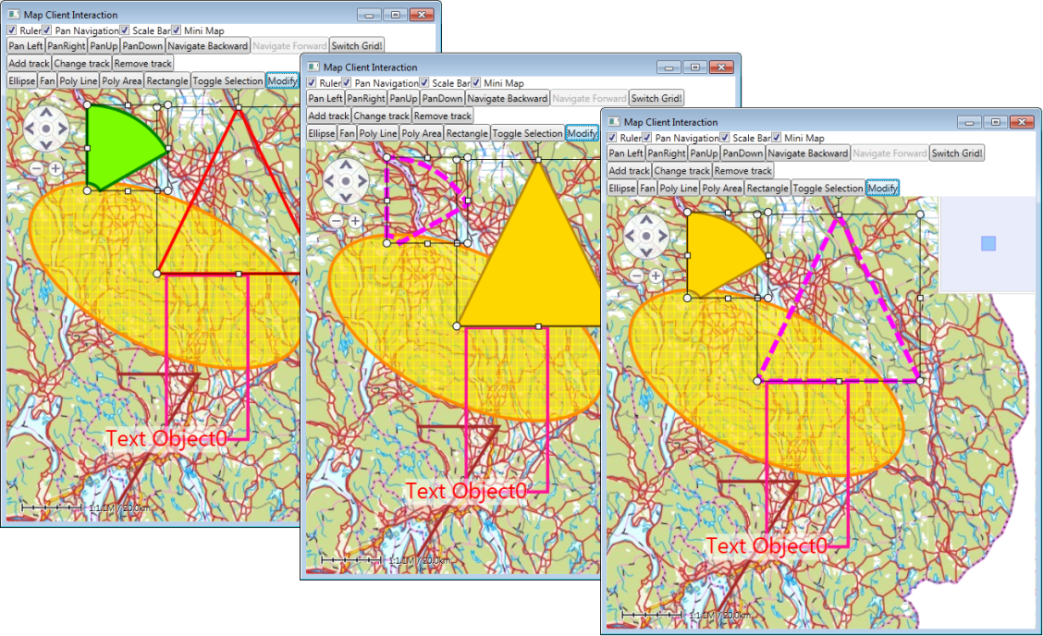 Map Client Interaction
Ruler Pan Navigation Scale Bar Mini Map
Pan Left PanRight PanUp PanDown Navigate Backward Navigate Forward Switch Grid!
Add track Change track Remove track
Ellipse Fan Poly Line Poly Area Rectangle Toggle Selection Modify
Text Object0
1:1.1M / 20.0km
Map Client Interaction
Ruler Pan Navigation Scale Bar Mini Map
Pan Left PanRight PanUp PanDown Navigate Backward Navigate Forward Switch Grid!
Add track Change track Remove track
Ellipse Fan Poly Line Poly Area Rectangle Toggle Selection Modify
Text Object0
1:1.1M / 20.0km
Map Client Interaction
Ruler Pan Navigation Scale Bar Mini Map
Pan Left PanRight PanUp PanDown Navigate Backward Navigate Forward Switch Grid!
Add track Change track Remove track
Ellipse Fan Poly Line Poly Area Rectangle Toggle Selection Modify
Text Object0
1:1.1M / 20.0km